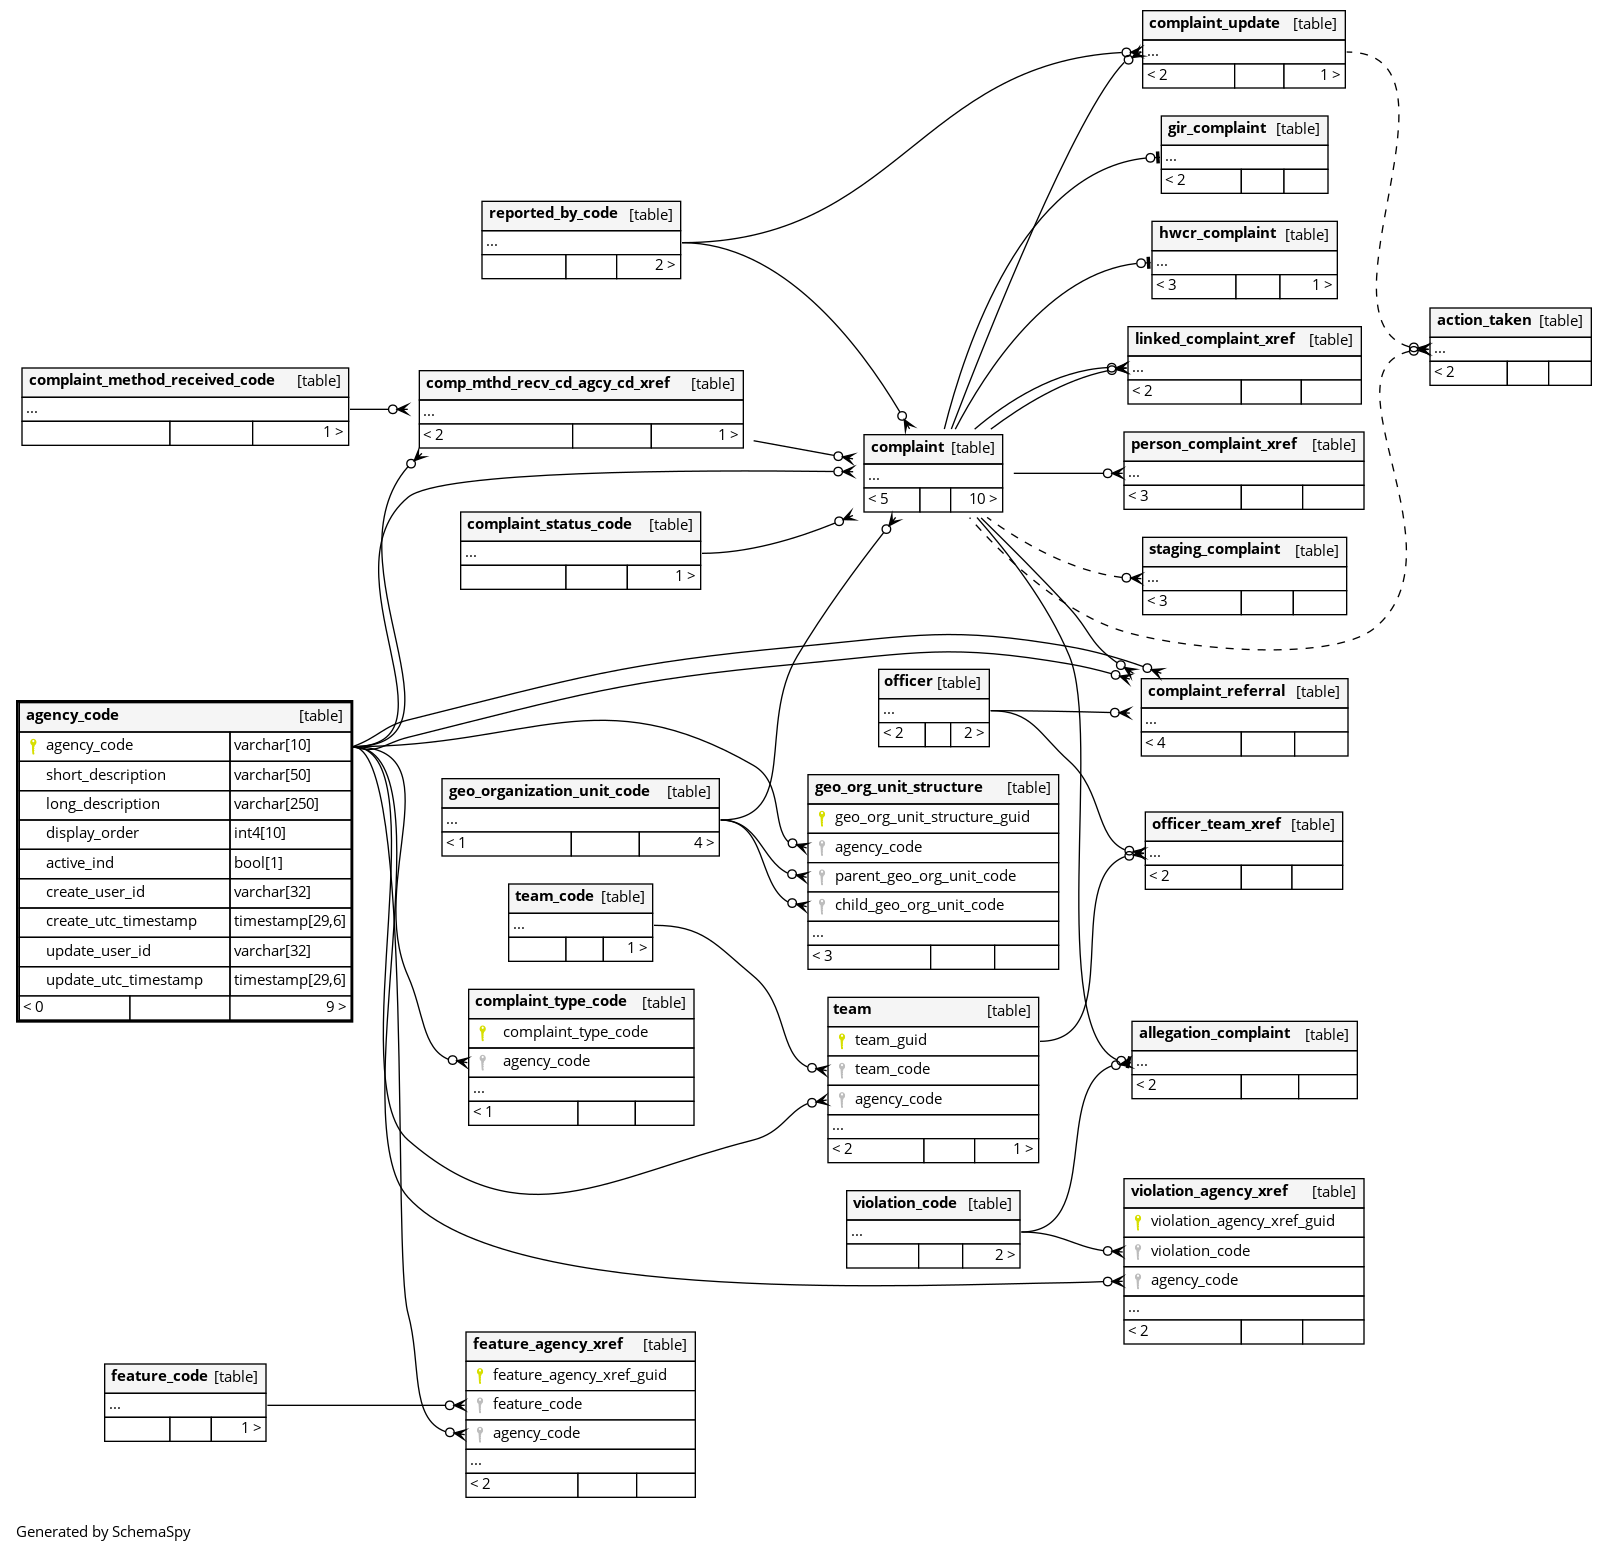 complaint_update [table]
...
< 2 1 >
gir_complaint [table]
...
< 2
reported_by_code [table]
...
2 >
hwcr_complaint [table]
...
< 3 1 >
action_taken [table]
...
< 2
linked_complaint_xref [table]
...
< 2
complaint_method_received_code [table]
...
1 >
comp_mthd_recv_cd_agcy_cd_xref [table]
...
< 2 1 >
complaint [table]
...
< 5 10 >
person_complaint_xref [table]
...
< 3
complaint_status_code [table]
...
1 >
staging_complaint [table]
...
< 3
officer [table]
...
< 2 2 >
complaint_referral [table]
...
< 4
agency_code [table]
agency_code varchar[10]
short_description varchar[50]
long_description varchar[250]
display_order int4[10]
active_ind bool[1]
create_user_id varchar[32]
create_utc_timestamp timestamp[29,6]
update_user_id varchar[32]
update_utc_timestamp timestamp[29,6]
< 0 9 >
geo_organization_unit_code [table]
...
< 1 4 >
geo_org_unit_structure [table]
geo_org_unit_structure_guid
agency_code
parent_geo_org_unit_code
child_geo_org_unit_code
...
< 3
officer_team_xref [table]
...
< 2
team_code [table]
...
1 >
complaint_type_code [table]
complaint_type_code
agency_code
...
< 1
team [table]
team_guid
team_code
agency_code
...
< 2 1 >
allegation_complaint [table]
...
< 2
violation_code [table]
...
2 >
violation_agency_xref [table]
violation_agency_xref_guid
violation_code
agency_code
...
< 2
feature_code [table]
...
1 >
feature_agency_xref [table]
feature_agency_xref_guid
feature_code
agency_code
...
< 2
Generated by SchemaSpy